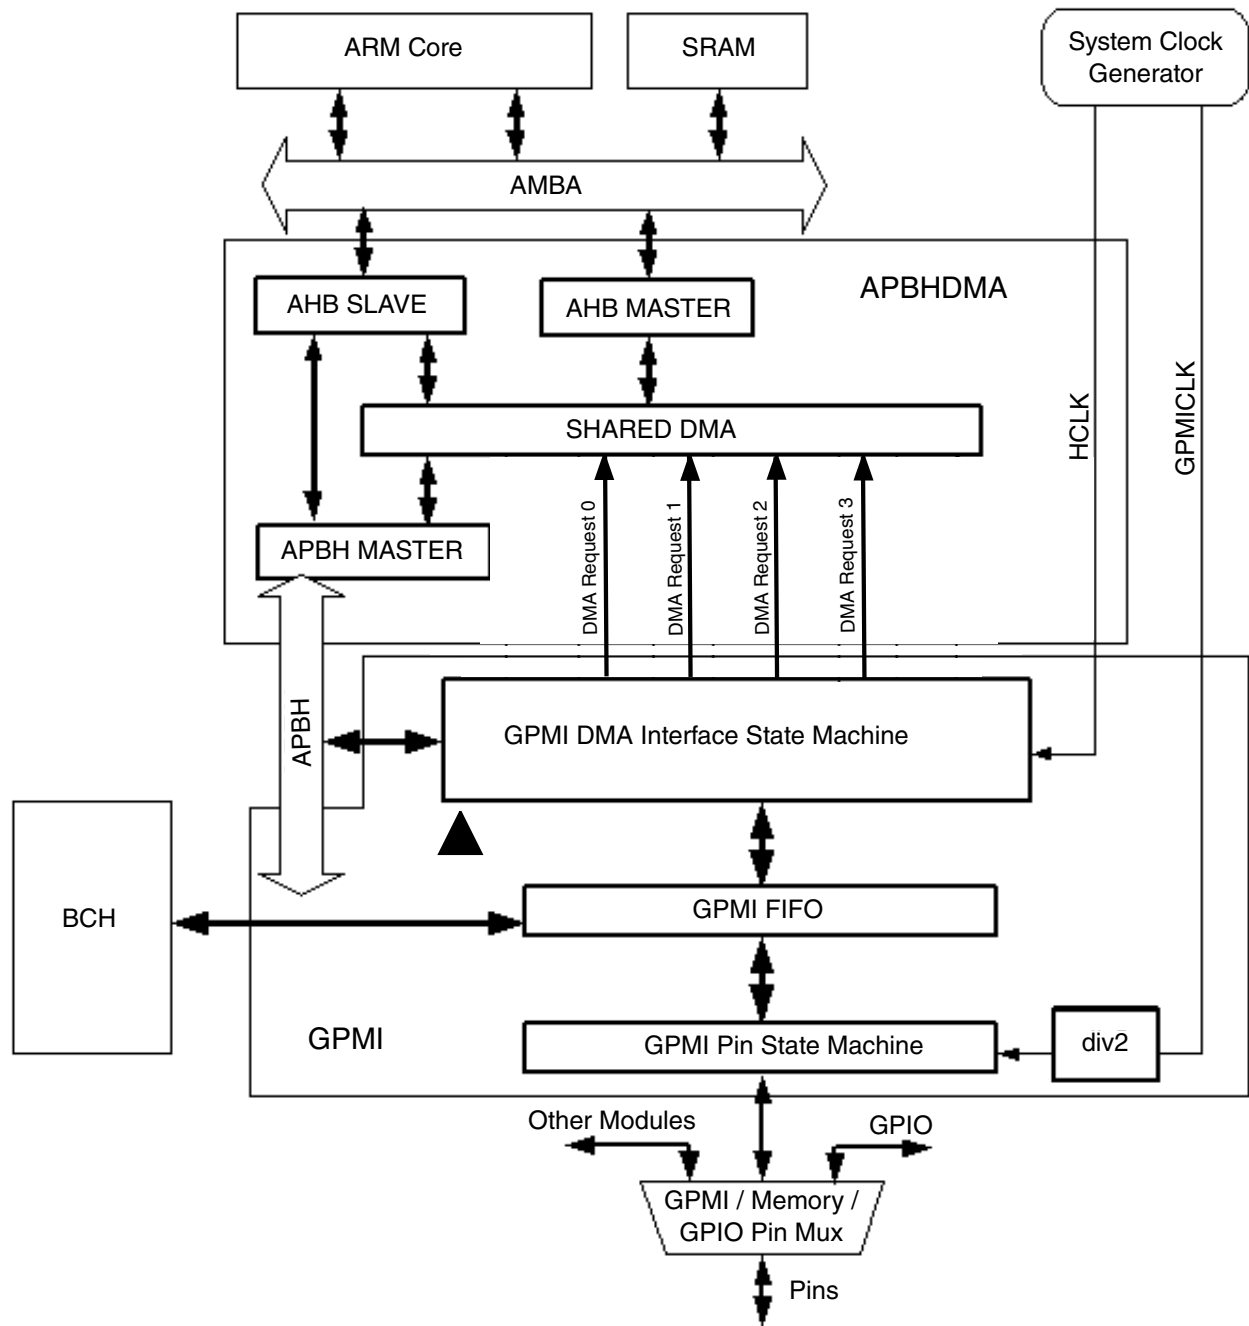 ARM Core
SRAM
System Clock
Generator
AMBA
APBHDMA
AHB SLAVE
AHB MASTER
HCLK
GPMICLK
SHARED DMA
DMA Request 0
DMA Request 1
DMA Request 2
DMA Request 3
APBH MASTER
APBH
GPMI DMA Interface State Machine
BCH
GPMI FIFO
GPMI
GPMI Pin State Machine
div2
Other Modules
GPIO
GPMI / Memory /
GPIO Pin Mux
Pins